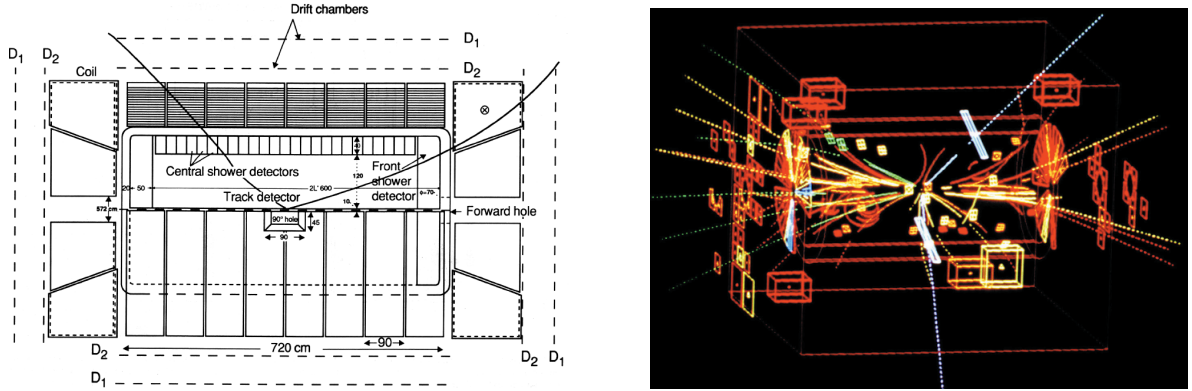 Drift chambers
D₁
D₁
D₂
Coil
D₂
Central shower detectors
40
120
Front
shower
detector
20
50
2L' 600
⌀=70
Track detector
10
572 cm
Forward hole
90° hole
45
90
D₂
720 cm
90
D₂
D₁
D₁